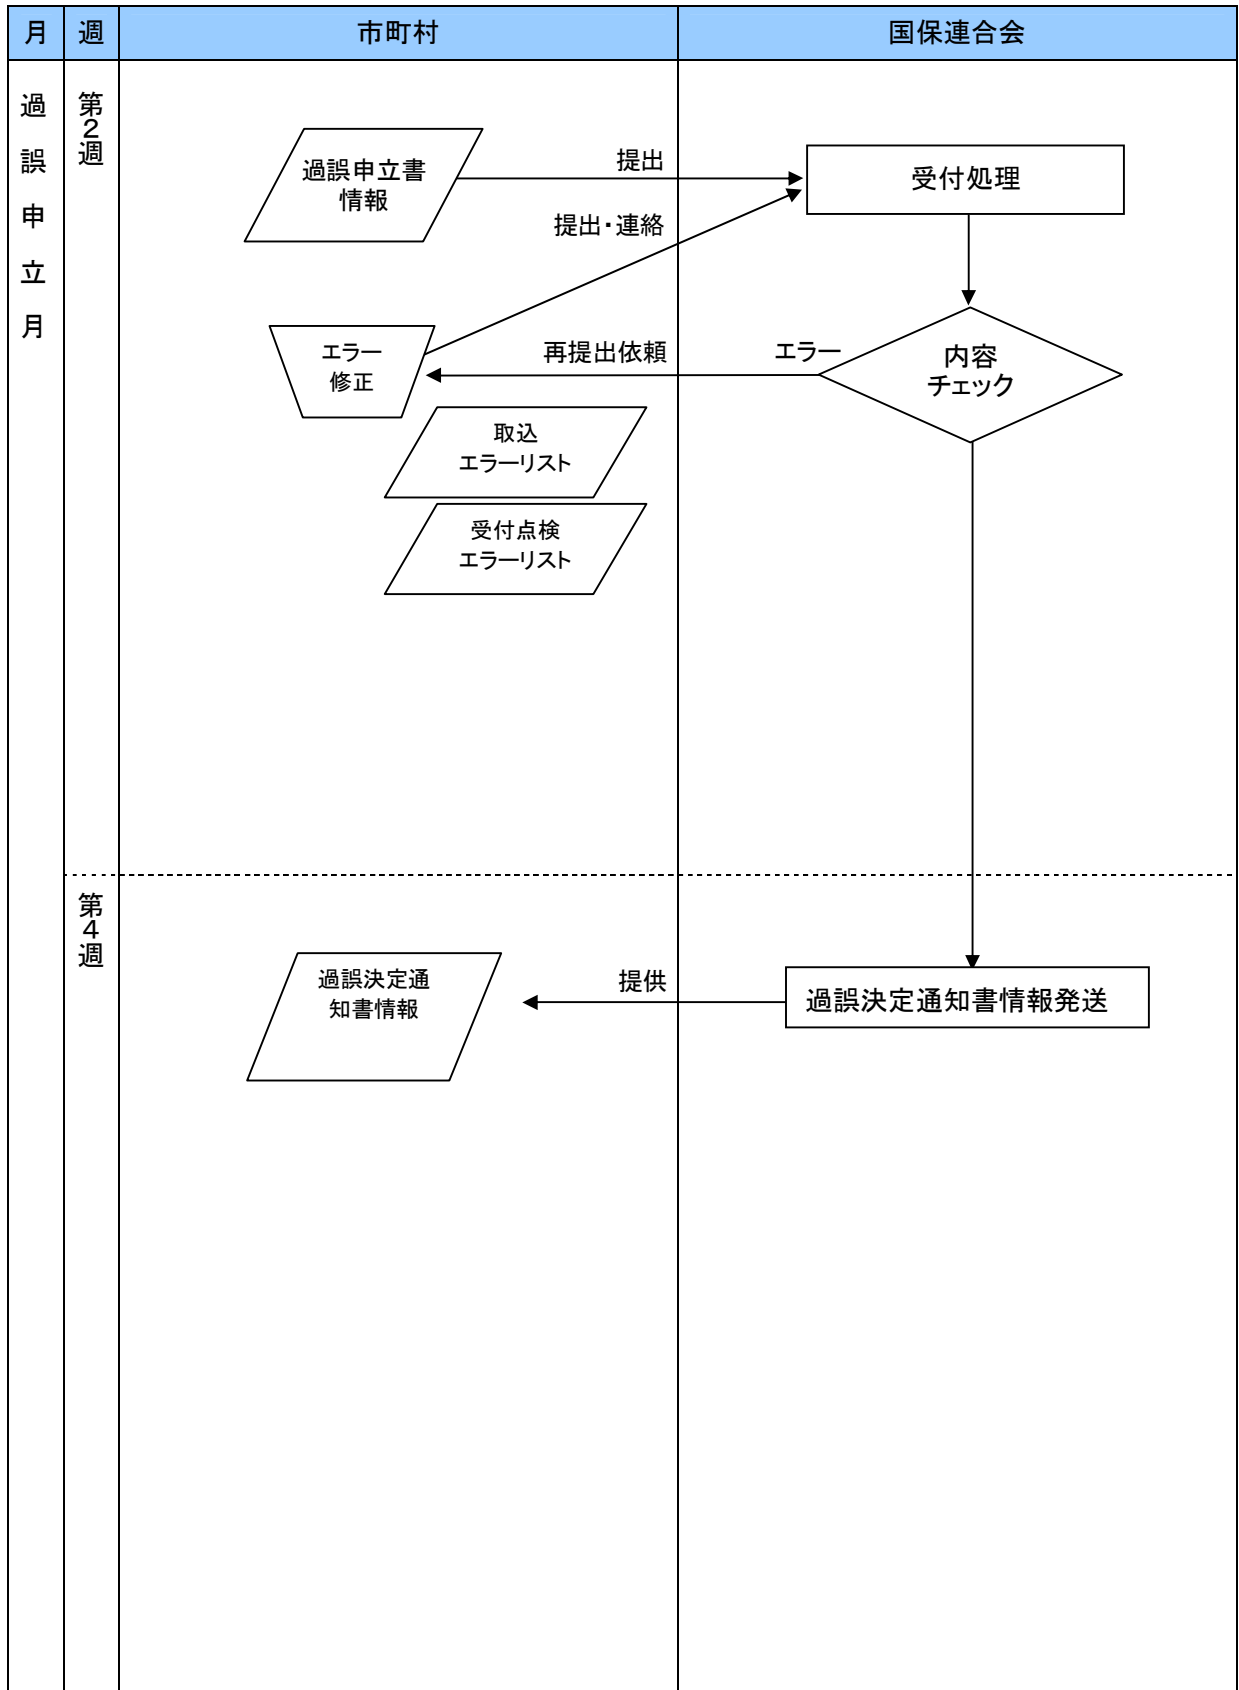 月
週
市町村
国保連合会
過誤申立月
第2週
過誤申立書
情報
提出
受付処理
提出・連絡
エラー
修正
再提出依頼
エラー
内容
チェック
取込
エラーリスト
受付点検
エラーリスト
第4週
過誤決定通
知書情報
提供
過誤決定通知書情報発送